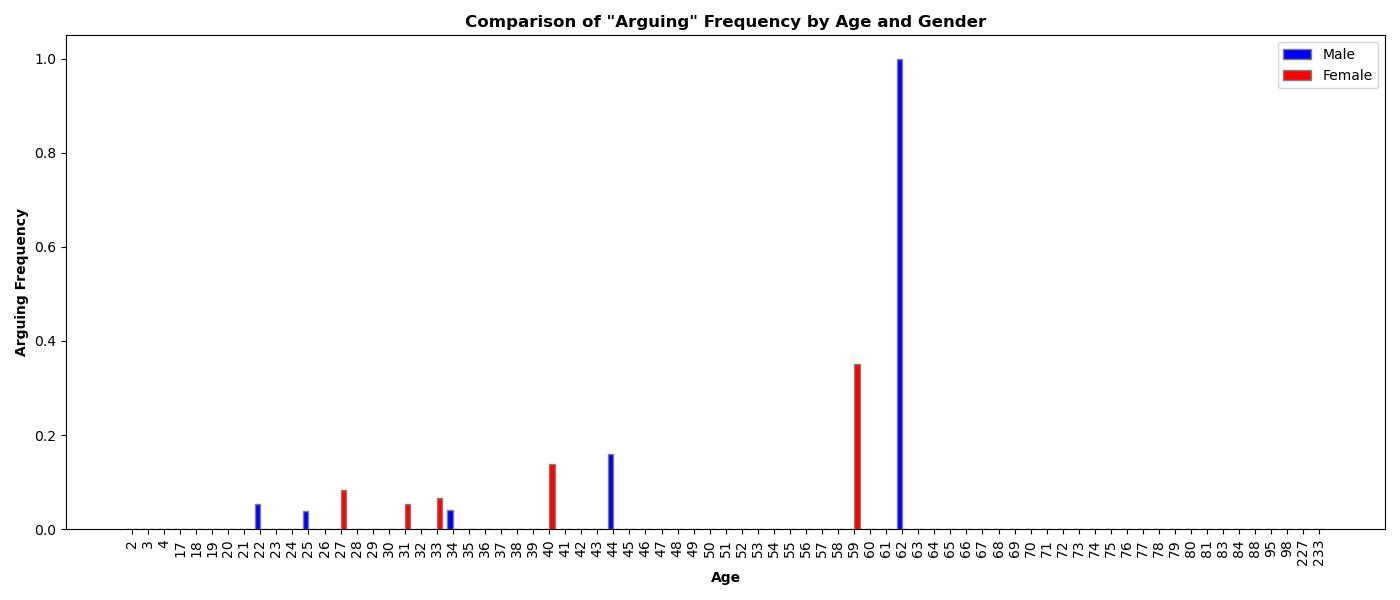 Comparison of "Arguing" Frequency by Age and Gender
Male
Female
1.0
0.8
0.6
0.4
0.2
0.0
Arguing Frequency
2 3 4 17 18 19 20 21 22 23 24 25 26 27 28 29 30 31 32 33 34 35 36 37 38 39 40 41 42 43 44 45 46 47 48 49 50 51 52 53 54 55 56 57 58 59 60 61 62 63 64 65 66 67 68 69 70 71 72 73 74 75 76 77 78 79 80 81 83 84 88 95 98 227 233
Age